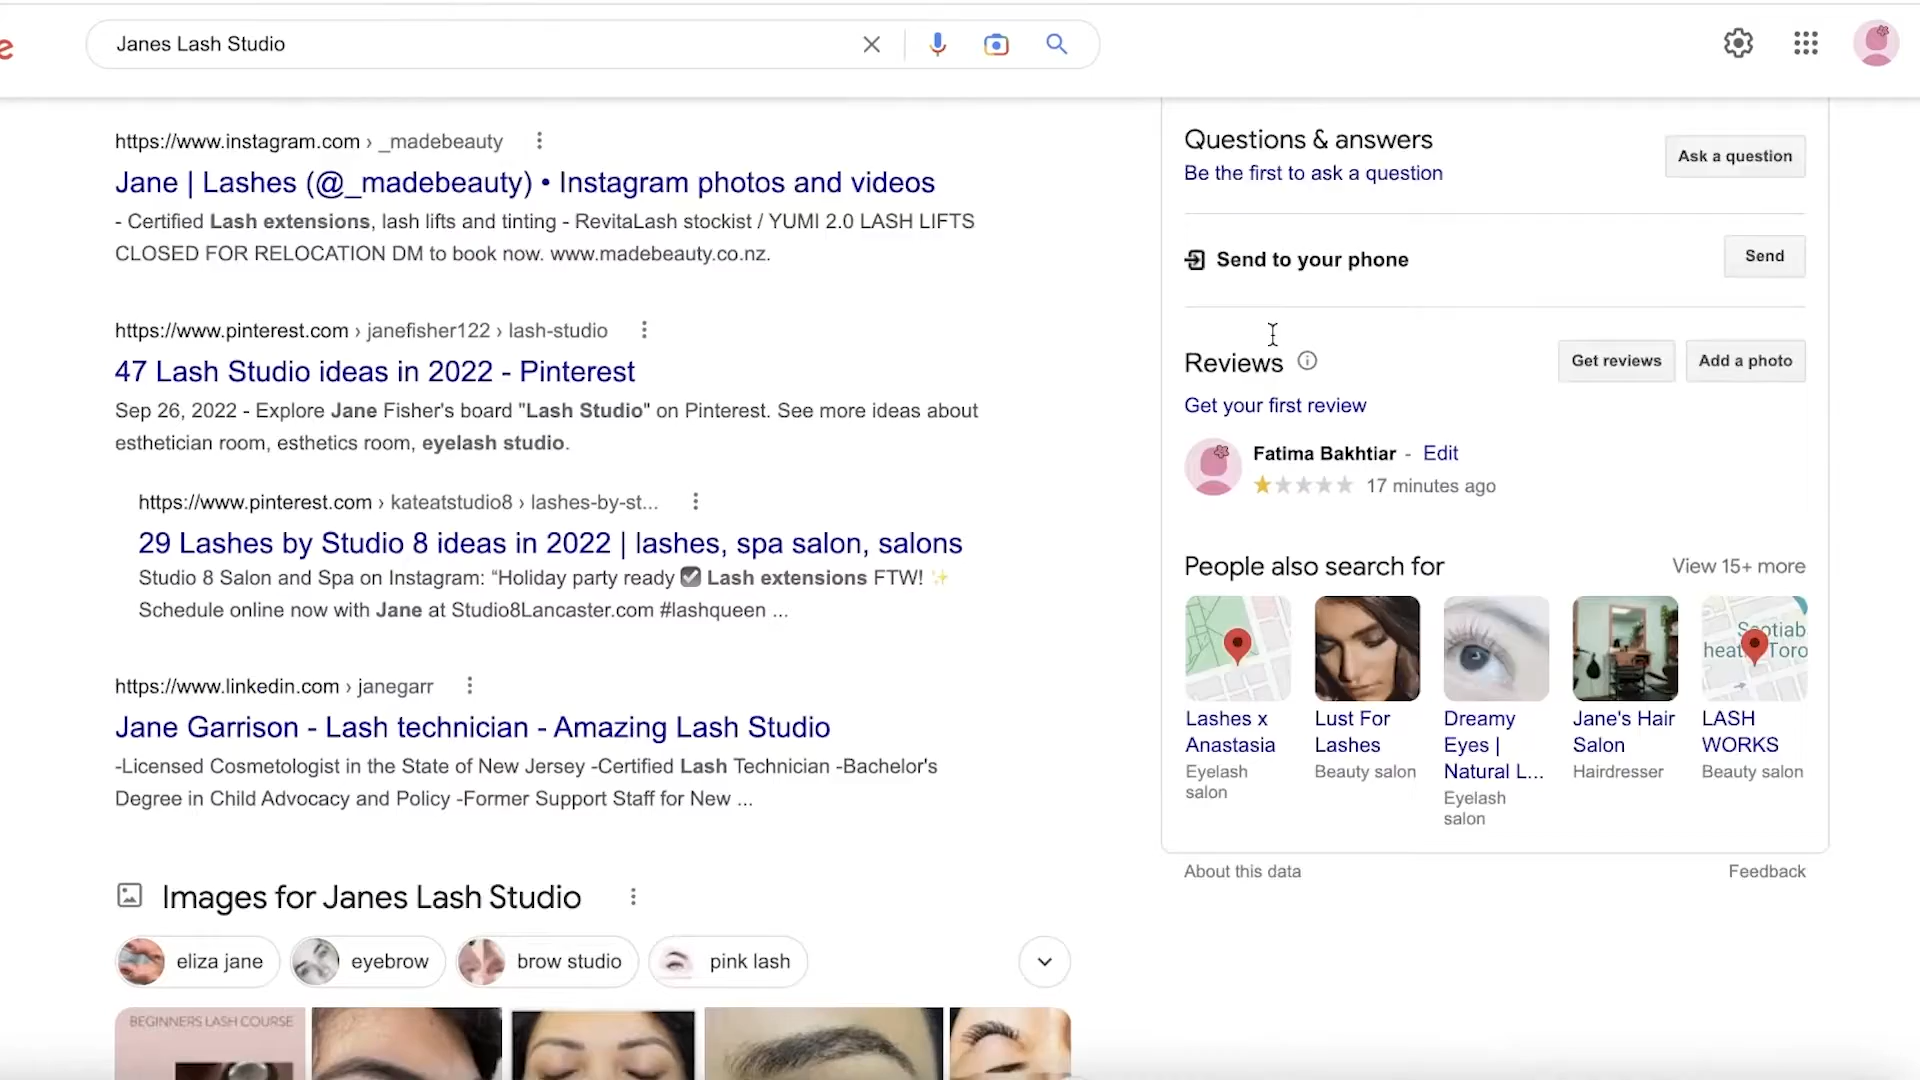 e
Janes Lash Studio
https://www.instagram.com › _madebeauty
Jane | Lashes (@_madebeauty) • Instagram photos and videos
- Certified Lash extensions, lash lifts and tinting - RevitaLash stockist / YUMI 2.0 LASH LIFTS
CLOSED FOR RELOCATION DM to book now. www.madebeauty.co.nz.
https://www.pinterest.com › janefisher122 › lash-studio
47 Lash Studio ideas in 2022 - Pinterest
Sep 26, 2022 - Explore Jane Fisher's board "Lash Studio" on Pinterest. See more ideas about
esthetician room, esthetics room, eyelash studio.
https://www.pinterest.com › kateatstudio8 › lashes-by-st...
29 Lashes by Studio 8 ideas in 2022 | lashes, spa salon, salons
Studio 8 Salon and Spa on Instagram: “Holiday party ready ☑️ Lash extensions FTW! ✨
Schedule online now with Jane at Studio8Lancaster.com #lashqueen ...
https://www.linkedin.com › janegarr
Jane Garrison - Lash technician - Amazing Lash Studio
-Licensed Cosmetologist in the State of New Jersey -Certified Lash Technician -Bachelor's
Degree in Child Advocacy and Policy -Former Support Staff for New ...
Images for Janes Lash Studio
eliza jane
eyebrow
brow studio
pink lash
BEGINNERS LASH COURSE
Questions & answers
Ask a question
Be the first to ask a question
Send to your phone
Send
Reviews
Get reviews
Add a photo
Get your first review
Fatima Bakhtiar - Edit
17 minutes ago
People also search for
View 15+ more
Lashes x
Anastasia
Eyelash
salon
Lust For
Lashes
Beauty salon
Dreamy
Eyes |
Natural L...
Eyelash
salon
Jane's Hair
Salon
Hairdresser
Scotiab
heat Toro
LASH
WORKS
Beauty salon
About this data
Feedback